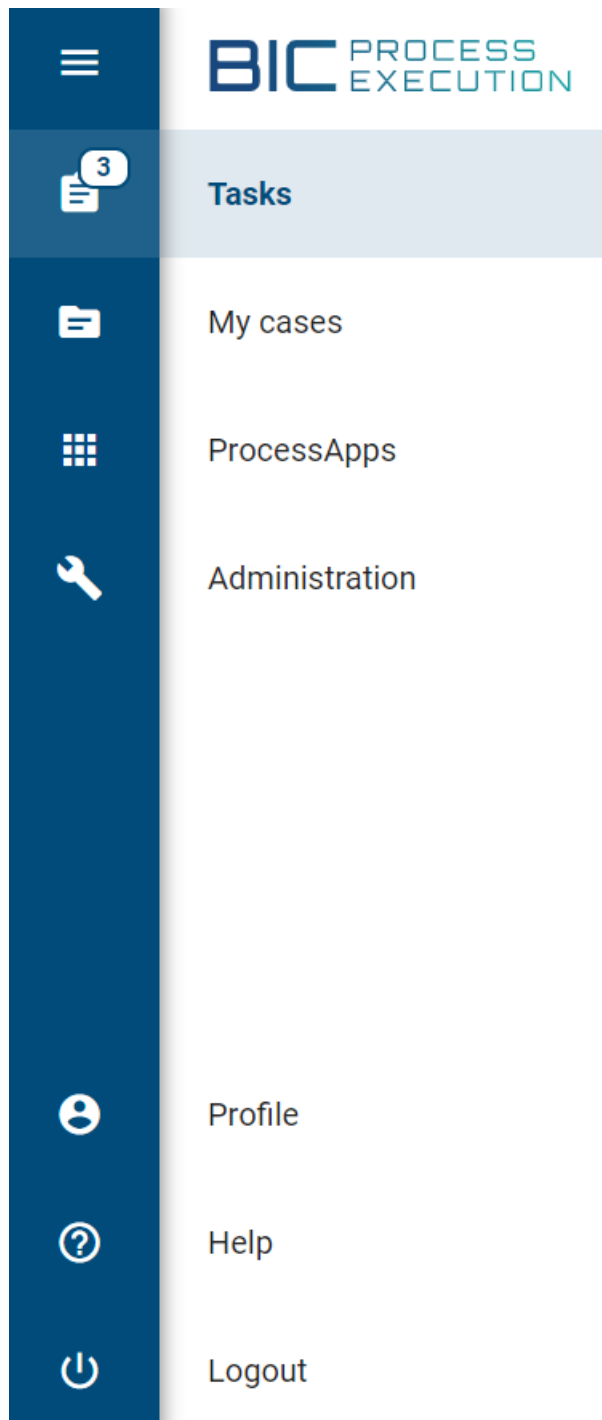 BIC PROCESS
EXECUTION
3
Tasks
My cases
ProcessApps
Administration
Profile
Help
Logout